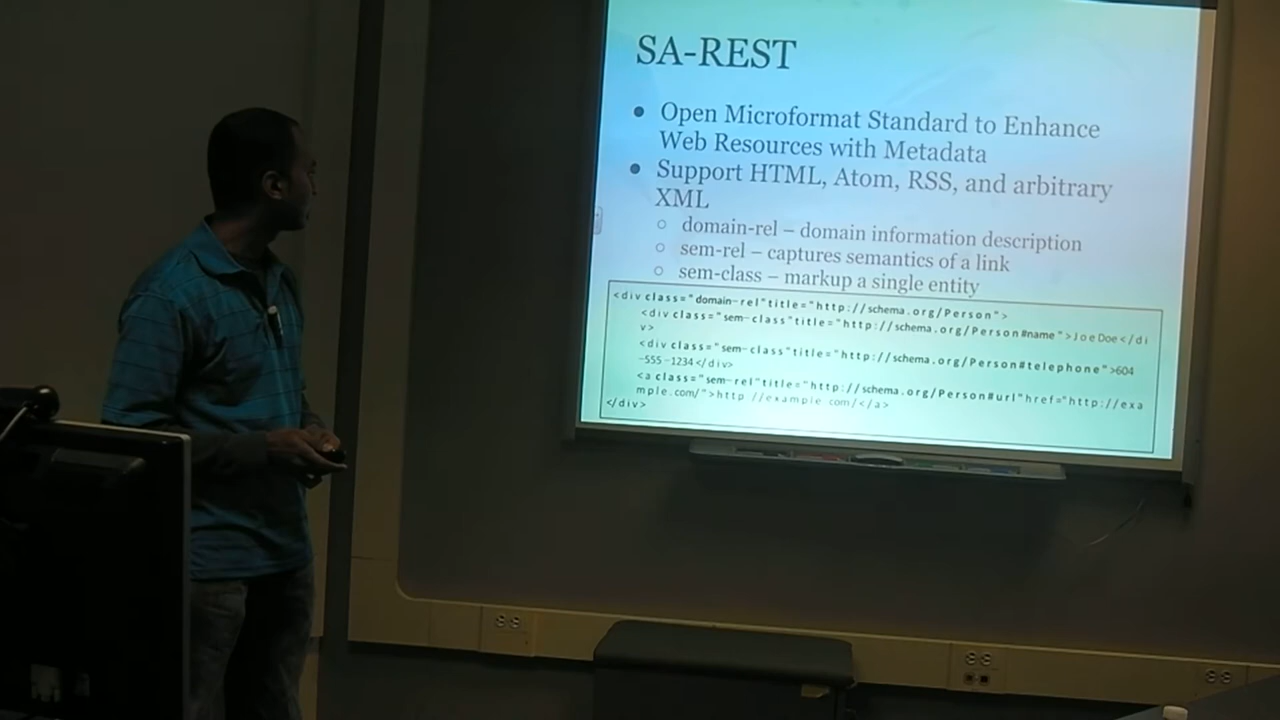 SA-REST
● Open Microformat Standard to Enhance
Web Resources with Metadata
● Support HTML, Atom, RSS, and arbitrary
XML
○ domain-rel – domain information description
○ sem-rel – captures semantics of a link
○ sem-class – markup a single entity
<div class="domain-rel"title="http://schema.org/Person">
<div class="sem-class"title="http://schema.org/Person#name">Joe Doe</di
v>
<div class="sem-class"title="http://schema.org/Person#telephone">604
-555-1234</div>
<a class="sem-rel"title="http://schema.org/Person#url"href="http://exa
mple.com/">http //example com/</a>
</div>